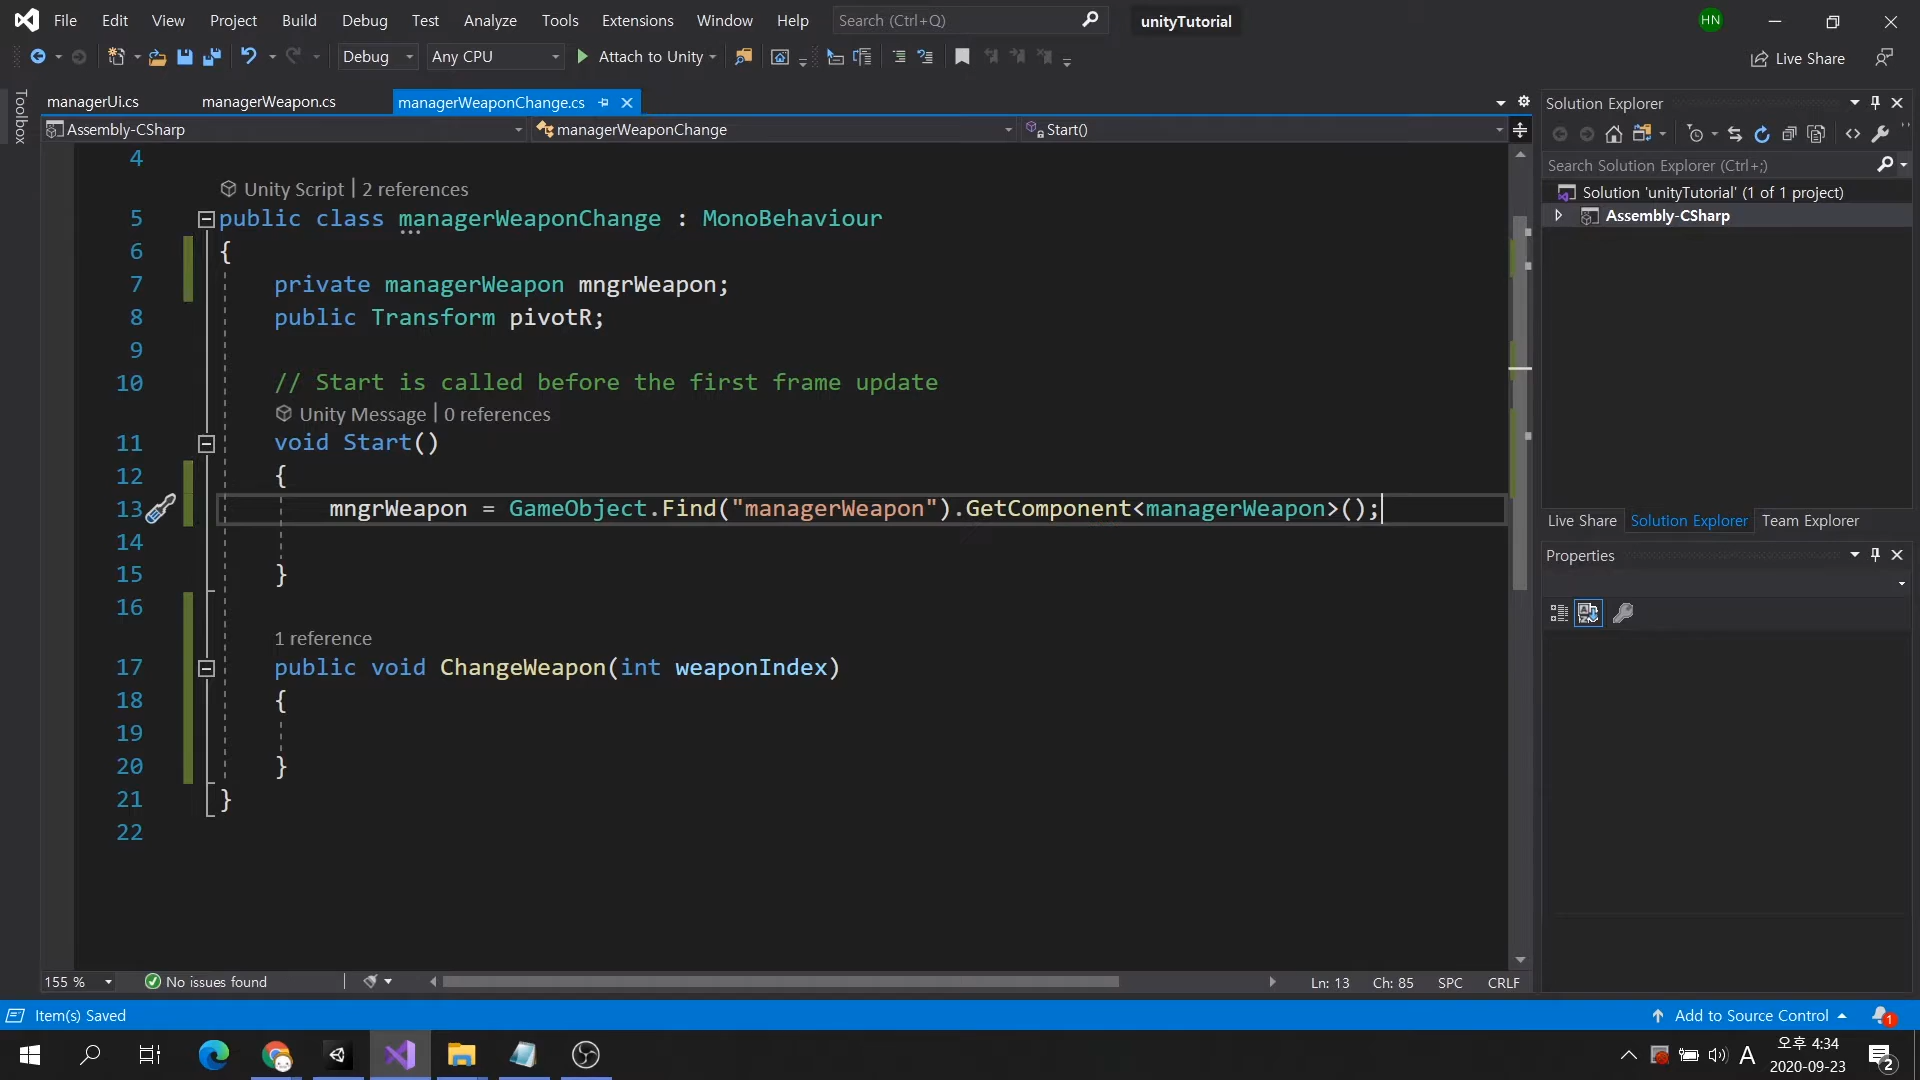 File Edit View Project Build Debug Test Analyze Tools Extensions Window Help Search (Ctrl+Q) unityTutorial HN
Debug Any CPU Attach to Unity Live Share
Toolbox
managerUi.cs managerWeapon.cs managerWeaponChange.cs
Assembly-CSharp managerWeaponChange Start()
4
Unity Script | 2 references
5 public class managerWeaponChange : MonoBehaviour
6 {
7 private managerWeapon mngrWeapon;
8 public Transform pivotR;
9
10 // Start is called before the first frame update
Unity Message | 0 references
11 void Start()
12 {
13 mngrWeapon = GameObject.Find("managerWeapon").GetComponent<managerWeapon>();
14
15 }
16
1 reference
17 public void ChangeWeapon(int weaponIndex)
18 {
19
20 }
21 }
22
155 % No issues found Ln: 13 Ch: 85 SPC CRLF
Solution Explorer
Search Solution Explorer (Ctrl+;)
Solution 'unityTutorial' (1 of 1 project)
Assembly-CSharp
Live Share Solution Explorer Team Explorer
Properties
Item(s) Saved Add to Source Control 1
A 오후 4:34
2020-09-23 2